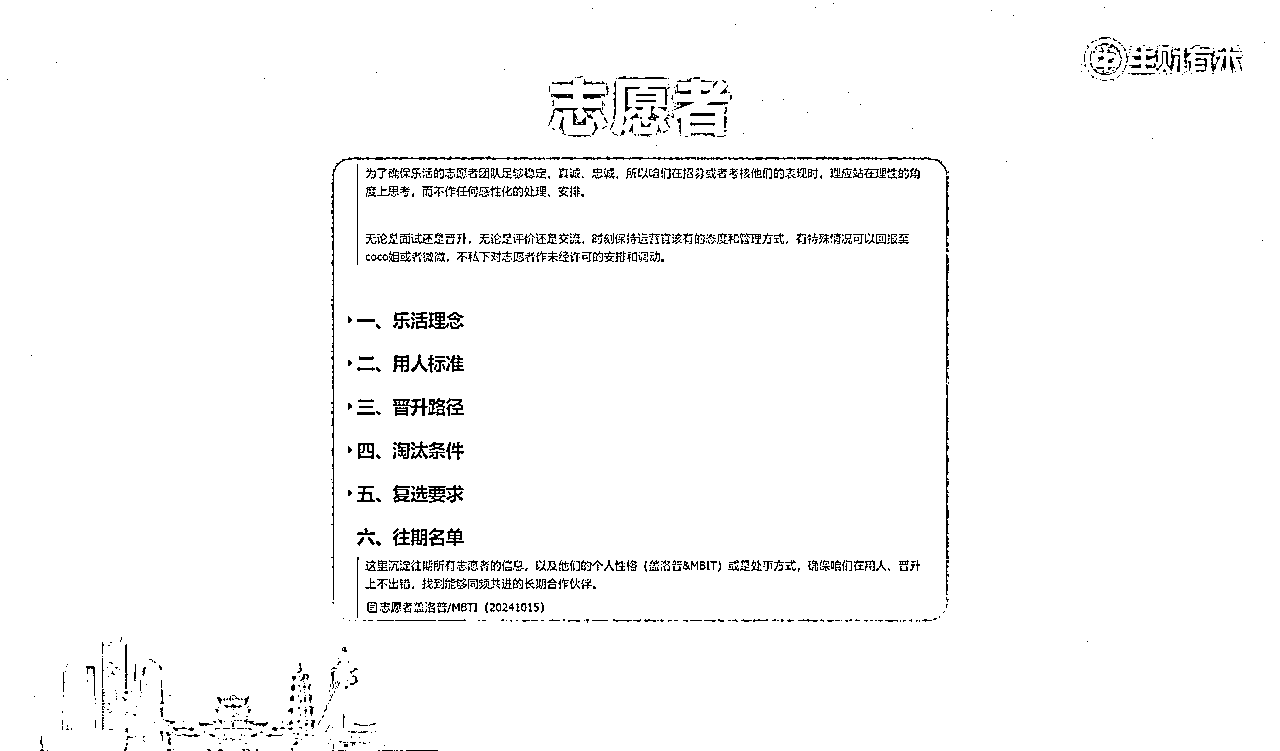 生财有术
志愿者
为了确保乐活的志愿者团队足够稳定、真诚、忠诚，所以咱们在招募或者考核他们的表现时，理应站在理性的角
度上思考，而不作任何感性化的处理、安排。
无论是面试还是晋升，无论是评价还是交流，时刻保持运营官该有的态度和管理方式，有特殊情况可以回报至
coco姐或者微微，不私下对志愿者作未经许可的安排和调动。
一、乐活理念
二、用人标准
三、晋升路径
四、淘汰条件
五、复选要求
六、往期名单
这里沉淀往期所有志愿者的信息，以及他们的个人性格（盖洛普&MBIT）或是处事方式，确保咱们在用人、晋升
上不出错，找到能够同频共进的长期合作伙伴。
志愿者盖洛普/MBTI（20241015）